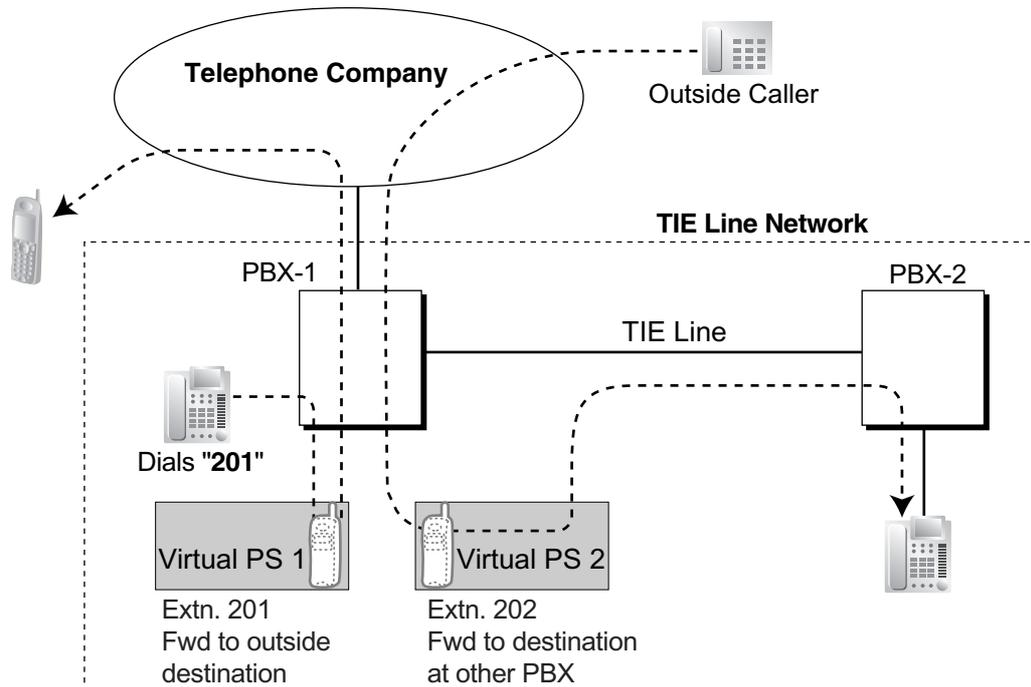 Telephone Company
Outside Caller
TIE Line Network
PBX-1
PBX-2
TIE Line
Dials "201"
Virtual PS 1
Virtual PS 2
Extn. 201
Fwd to outside
destination
Extn. 202
Fwd to destination
at other PBX